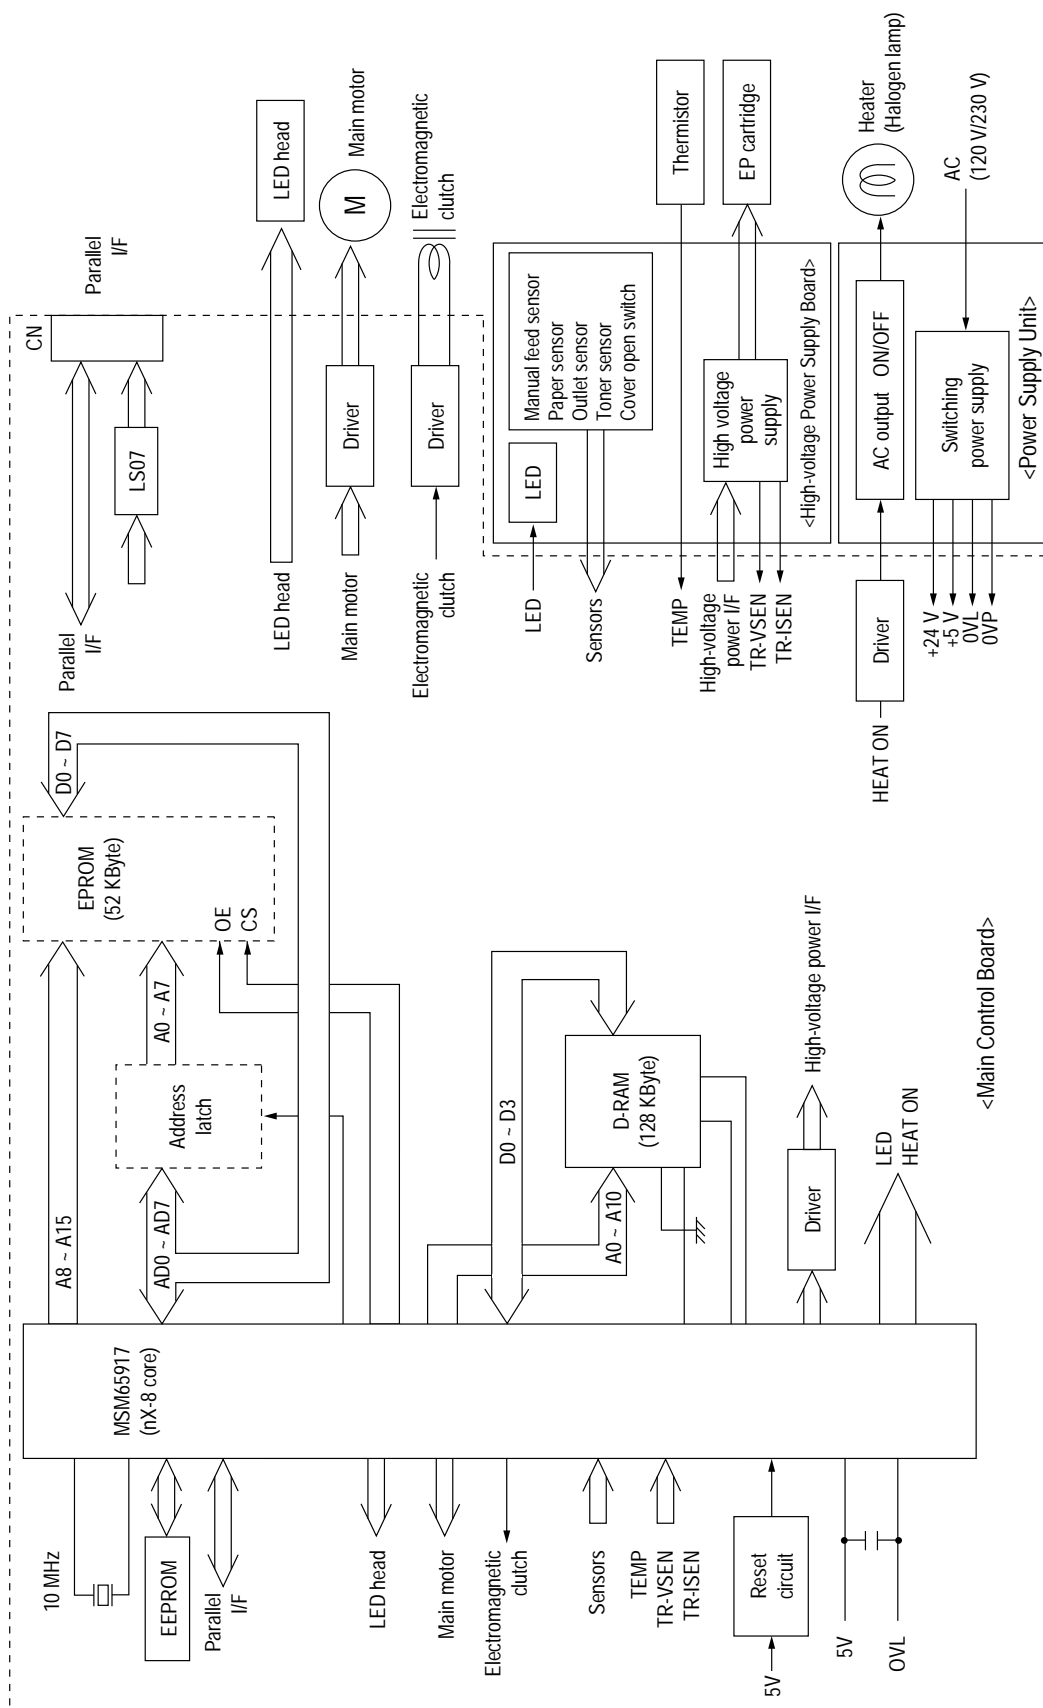 10 MHz
EEPROM
Parallel
I/F
LED head
Main motor
Electromagnetic
clutch
Sensors
TEMP
TR-VSEN
TR-ISEN
5V
Reset
circuit
5V
OVL
MSM65917
(nX-8 core)
A8 ~ A15
AD0 ~ AD7
Address
latch
A0 ~ A7
EPROM
(52 KByte)
OE
CS
D0 ~ D7
D0 ~ D3
A0 ~ A10
D-RAM
(128 KByte)
Driver
High-voltage power I/F
LED
HEAT ON
<Main Control Board>
Parallel
I/F
LS07
CN
Parallel
I/F
LED head
LED head
Main motor
Driver
M
Main motor
Electromagnetic
clutch
Driver
Electromagnetic
clutch
LED
LED
Sensors
Manual feed sensor
Paper sensor
Outlet sensor
Toner sensor
Cover open switch
TEMP
Thermistor
High-voltage
power I/F
TR-VSEN
TR-ISEN
High voltage
power
supply
EP cartridge
<High-voltage Power Supply Board>
HEAT ON
Driver
AC output ON/OFF
Heater
(Halogen lamp)
+24 V
+5 V
0VL
0VP
Switching
power supply
AC
(120 V/230 V)
<Power Supply Unit>